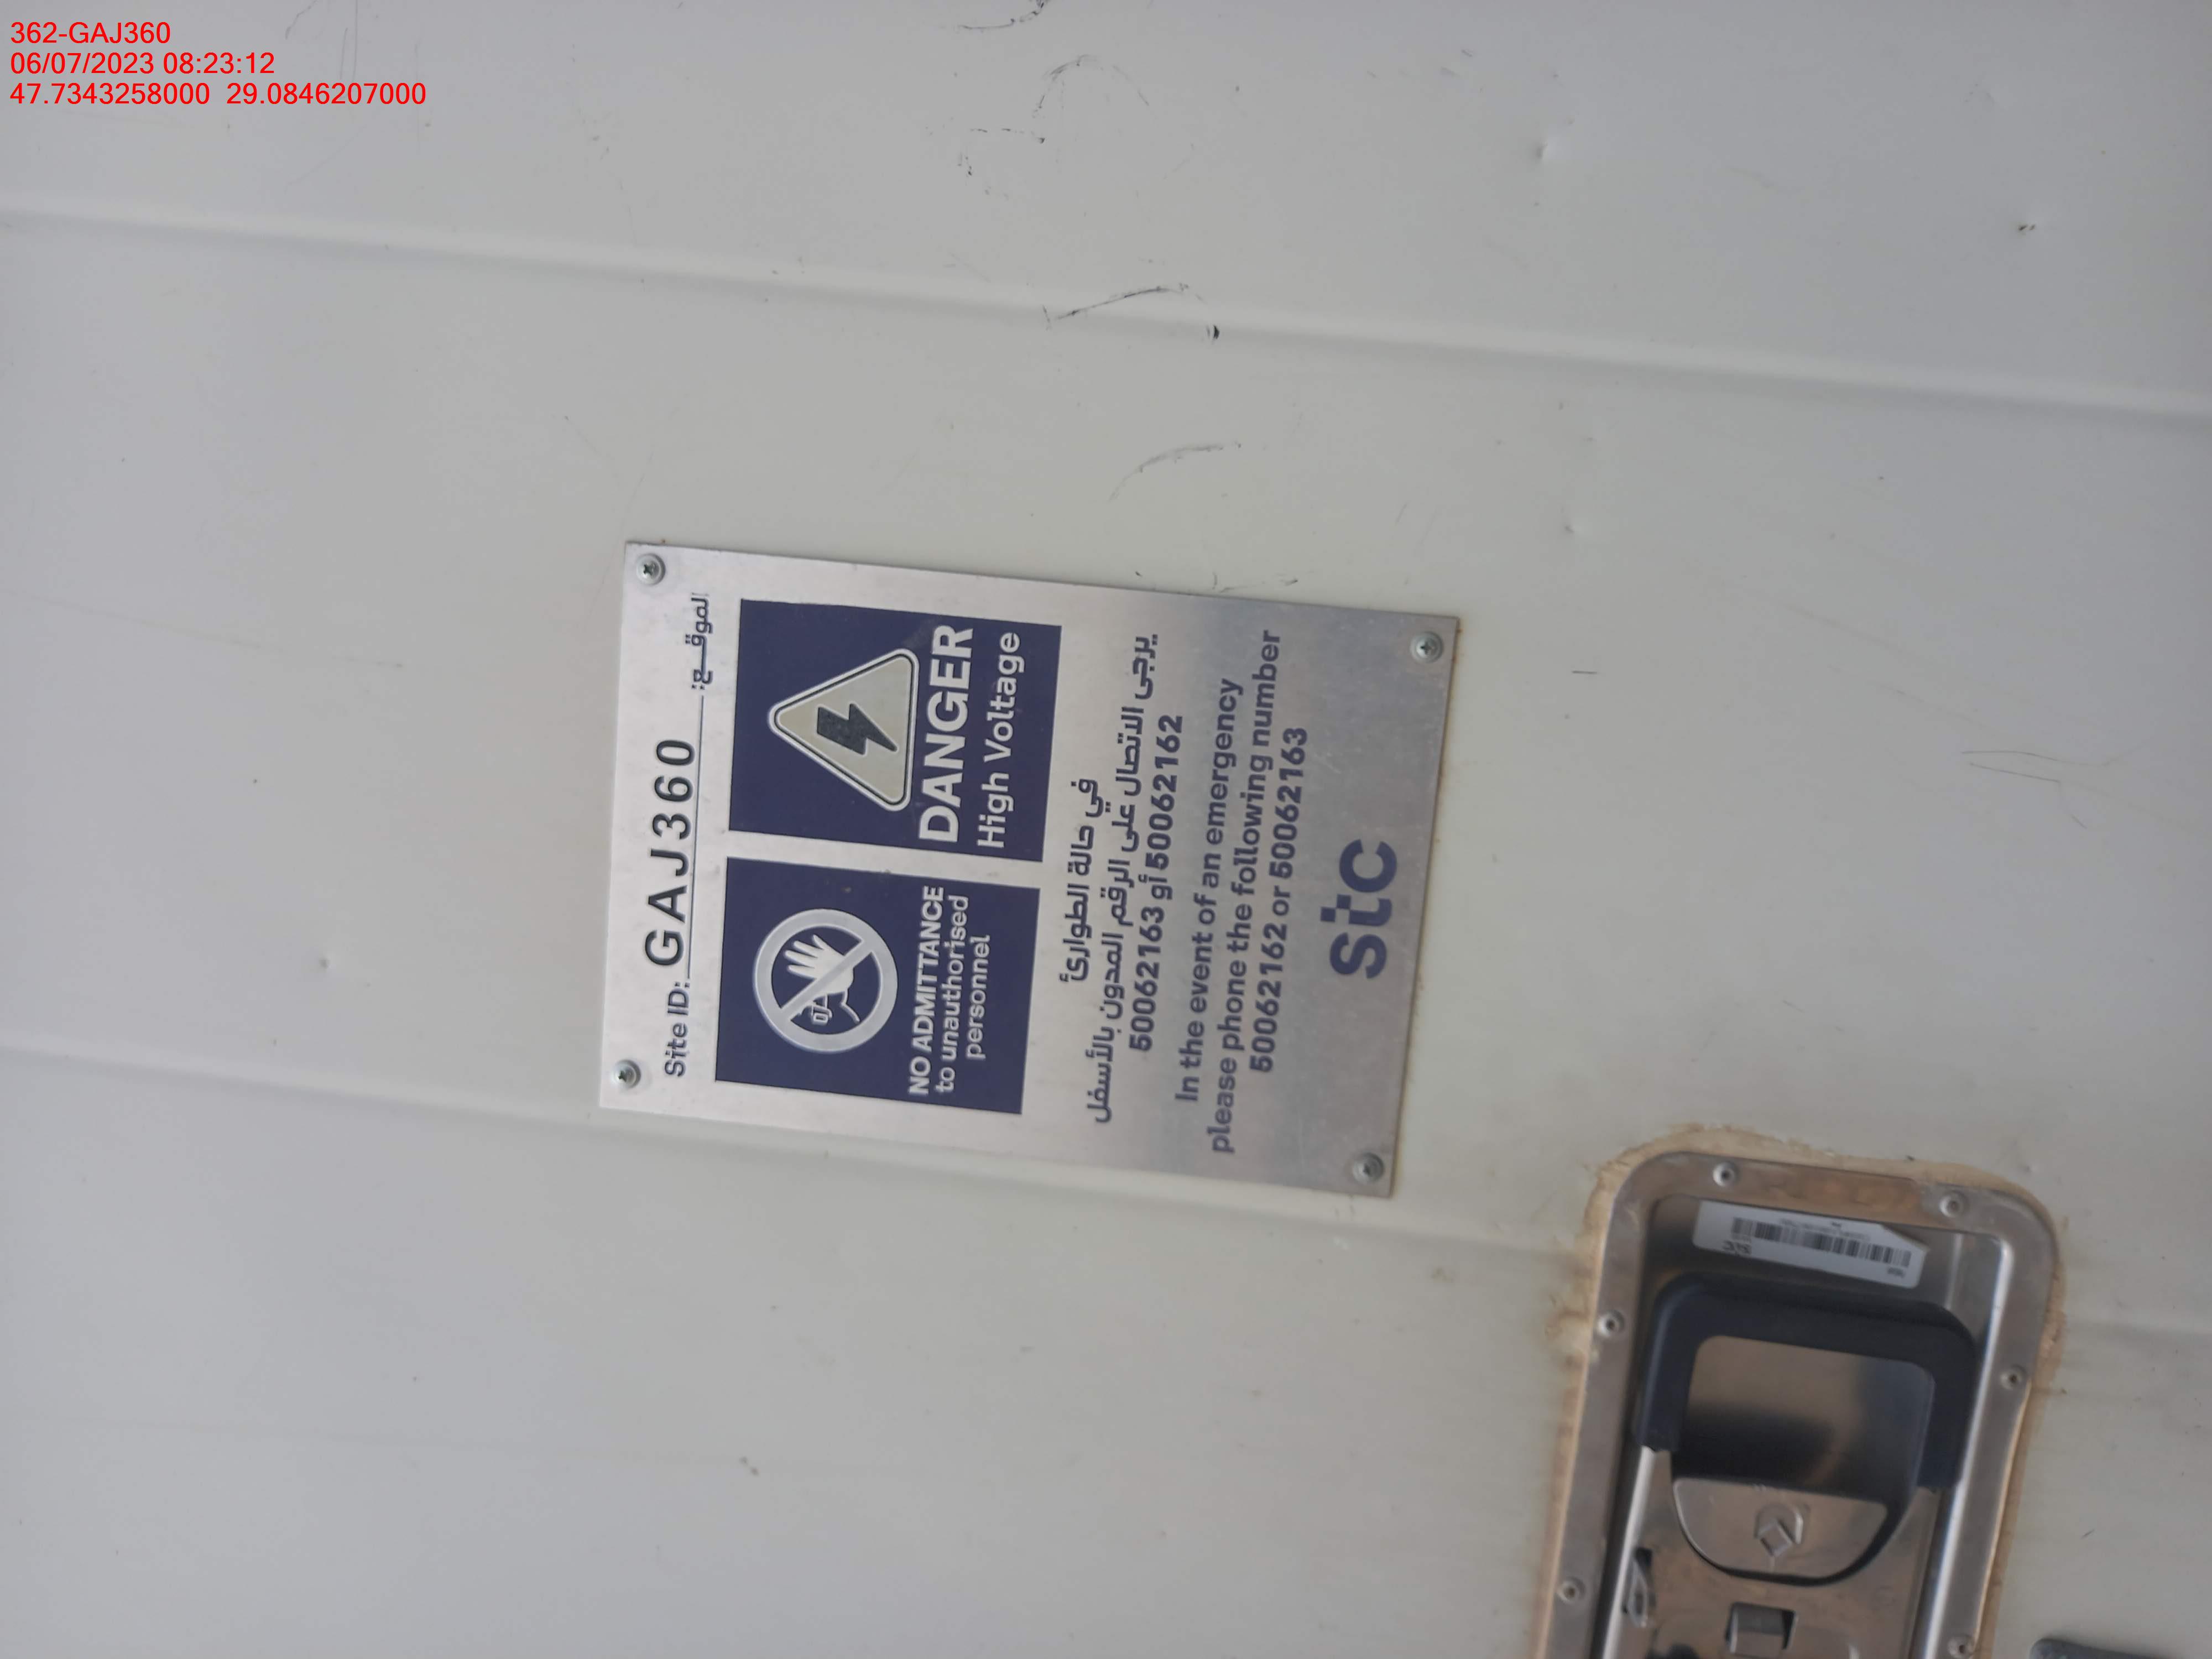 362-GAJ360
06/07/2023 08:23:12
47.7343258000 29.0846207000
Site ID: GAJ360 الموقـــع:
NO ADMITTANCE
to unauthorised
personnel
DANGER
High Voltage
في حالة الطوارئ
يرجى الاتصال على الرقم المدون بالأسفل
50062162 أو 50062163
In the event of an emergency
please phone the following number
50062162 or 50062163
stc